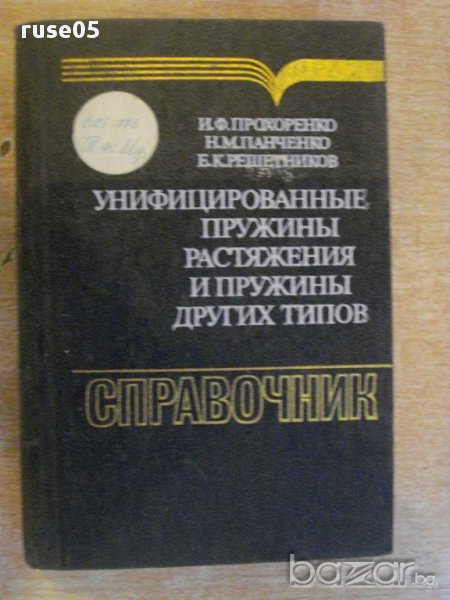 ruse05
И.Ф.ПРОХОРЕНКО
Н.М.ПАНЧЕНКО
Б.К.РЕШЕТНИКОВ
УНИФИЦИРОВАННЫЕ
ПРУЖИНЫ
РАСТЯЖЕНИЯ
И ПРУЖИНЫ
ДРУГИХ ТИПОВ
СПРАВОЧНИК
bazar.bg